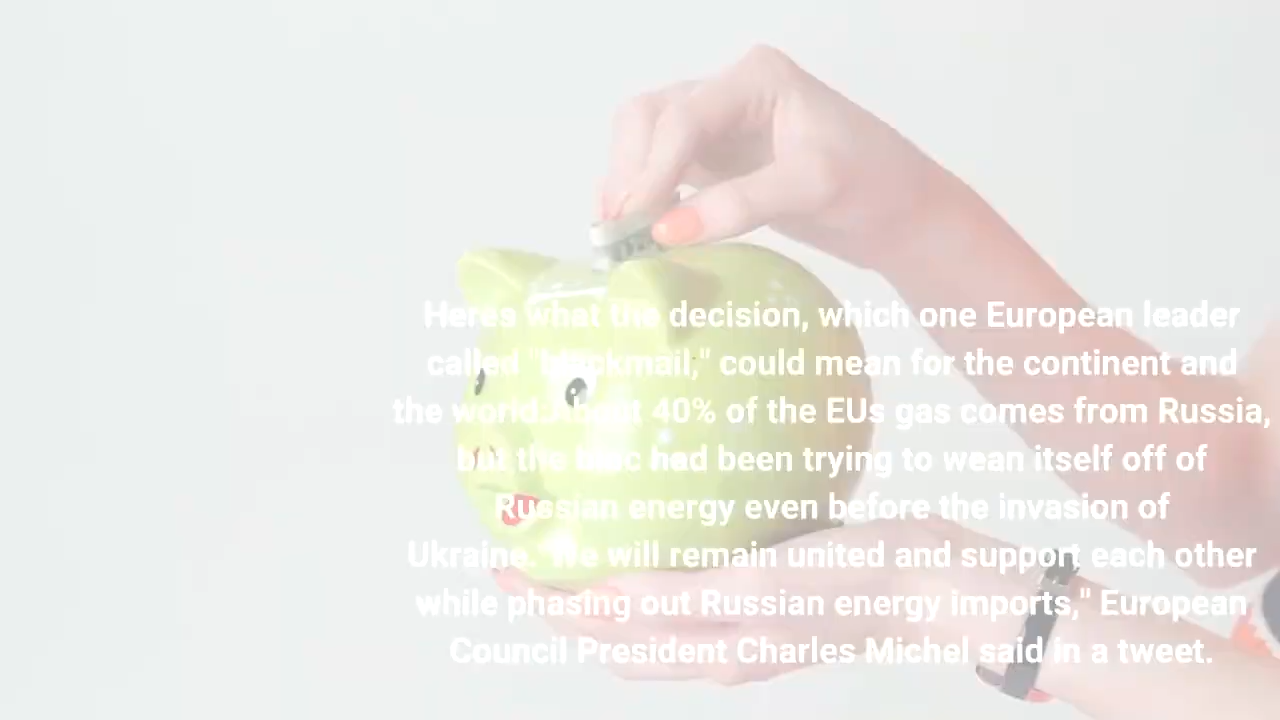 Heres what the decision, which one European leader
called "blackmail," could mean for the continent and
the world.About 40% of the EUs gas comes from Russia,
but the bloc had been trying to wean itself off of
Russian energy even before the invasion of
Ukraine."We will remain united and support each other
while phasing out Russian energy imports," European
Council President Charles Michel said in a tweet.